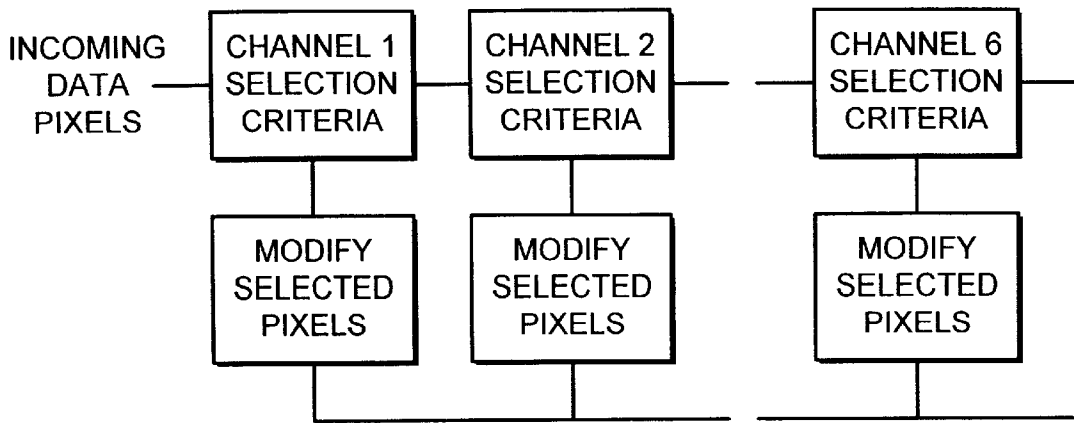 INCOMING
DATA
PIXELS
CHANNEL 1
SELECTION
CRITERIA
CHANNEL 2
SELECTION
CRITERIA
CHANNEL 6
SELECTION
CRITERIA
MODIFY
SELECTED
PIXELS
MODIFY
SELECTED
PIXELS
MODIFY
SELECTED
PIXELS